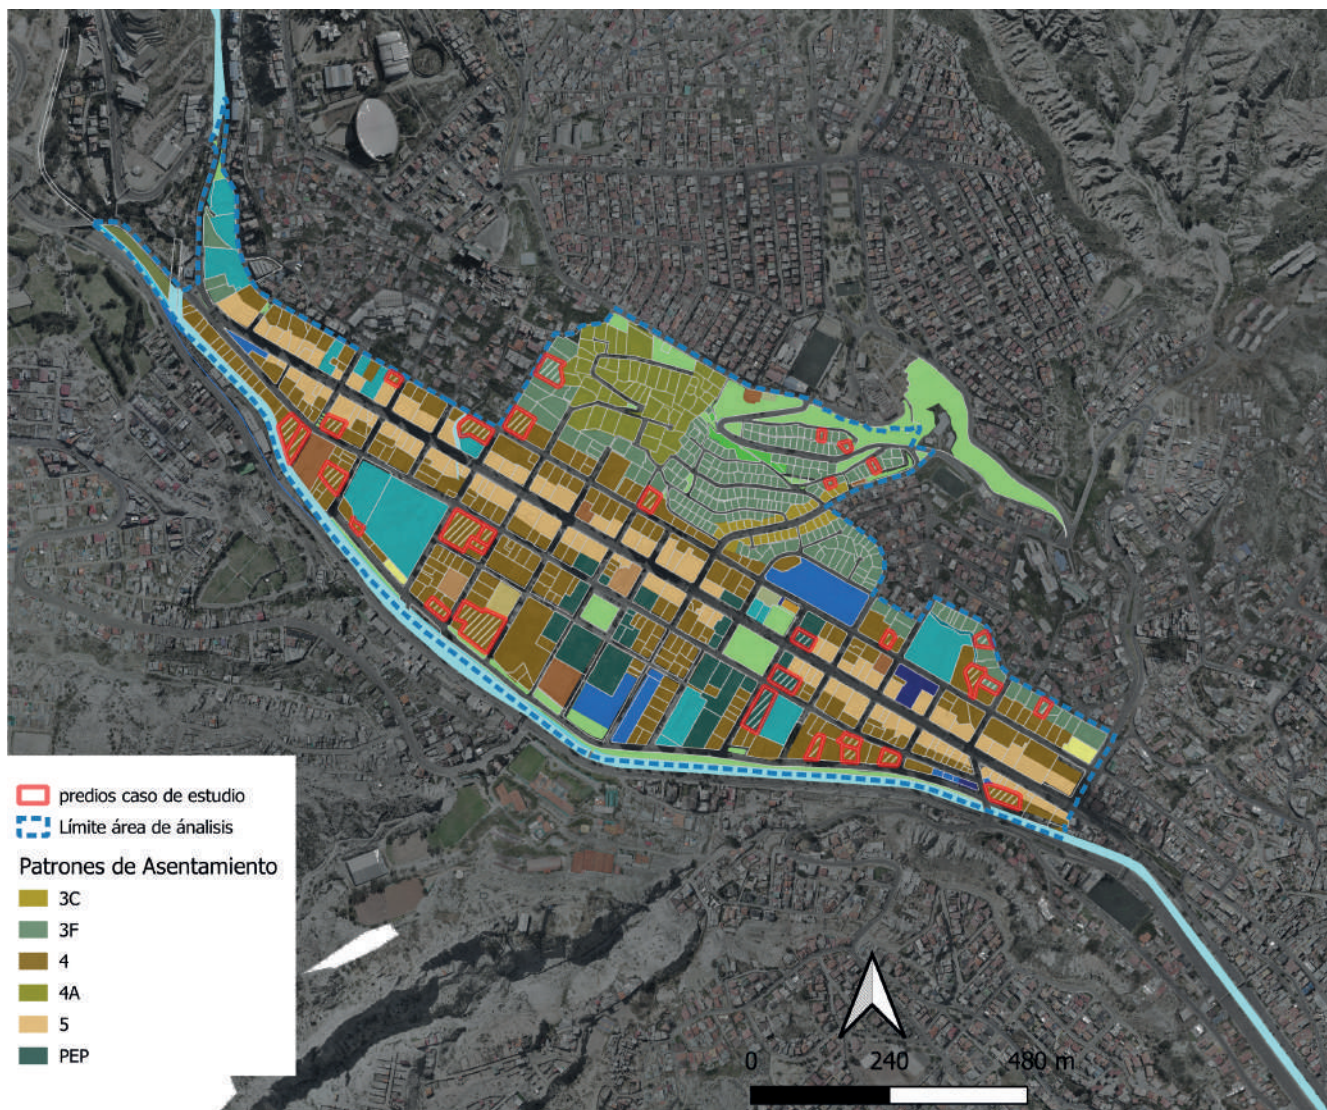 predios caso de estudio
Límite área de ánalisis
Patrones de Asentamiento
3C
3F
4
4A
5
PEP
0 240 480 m